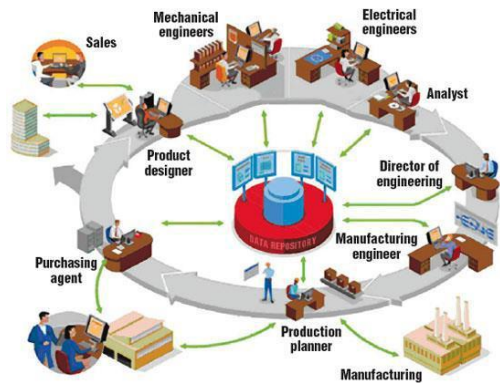 Mechanical
engineers
Electrical
engineers
Sales
Analyst
Product
designer
Director of
engineering
DATA REPOSITORY
Manufacturing
engineer
Purchasing
agent
Production
planner
Manufacturing